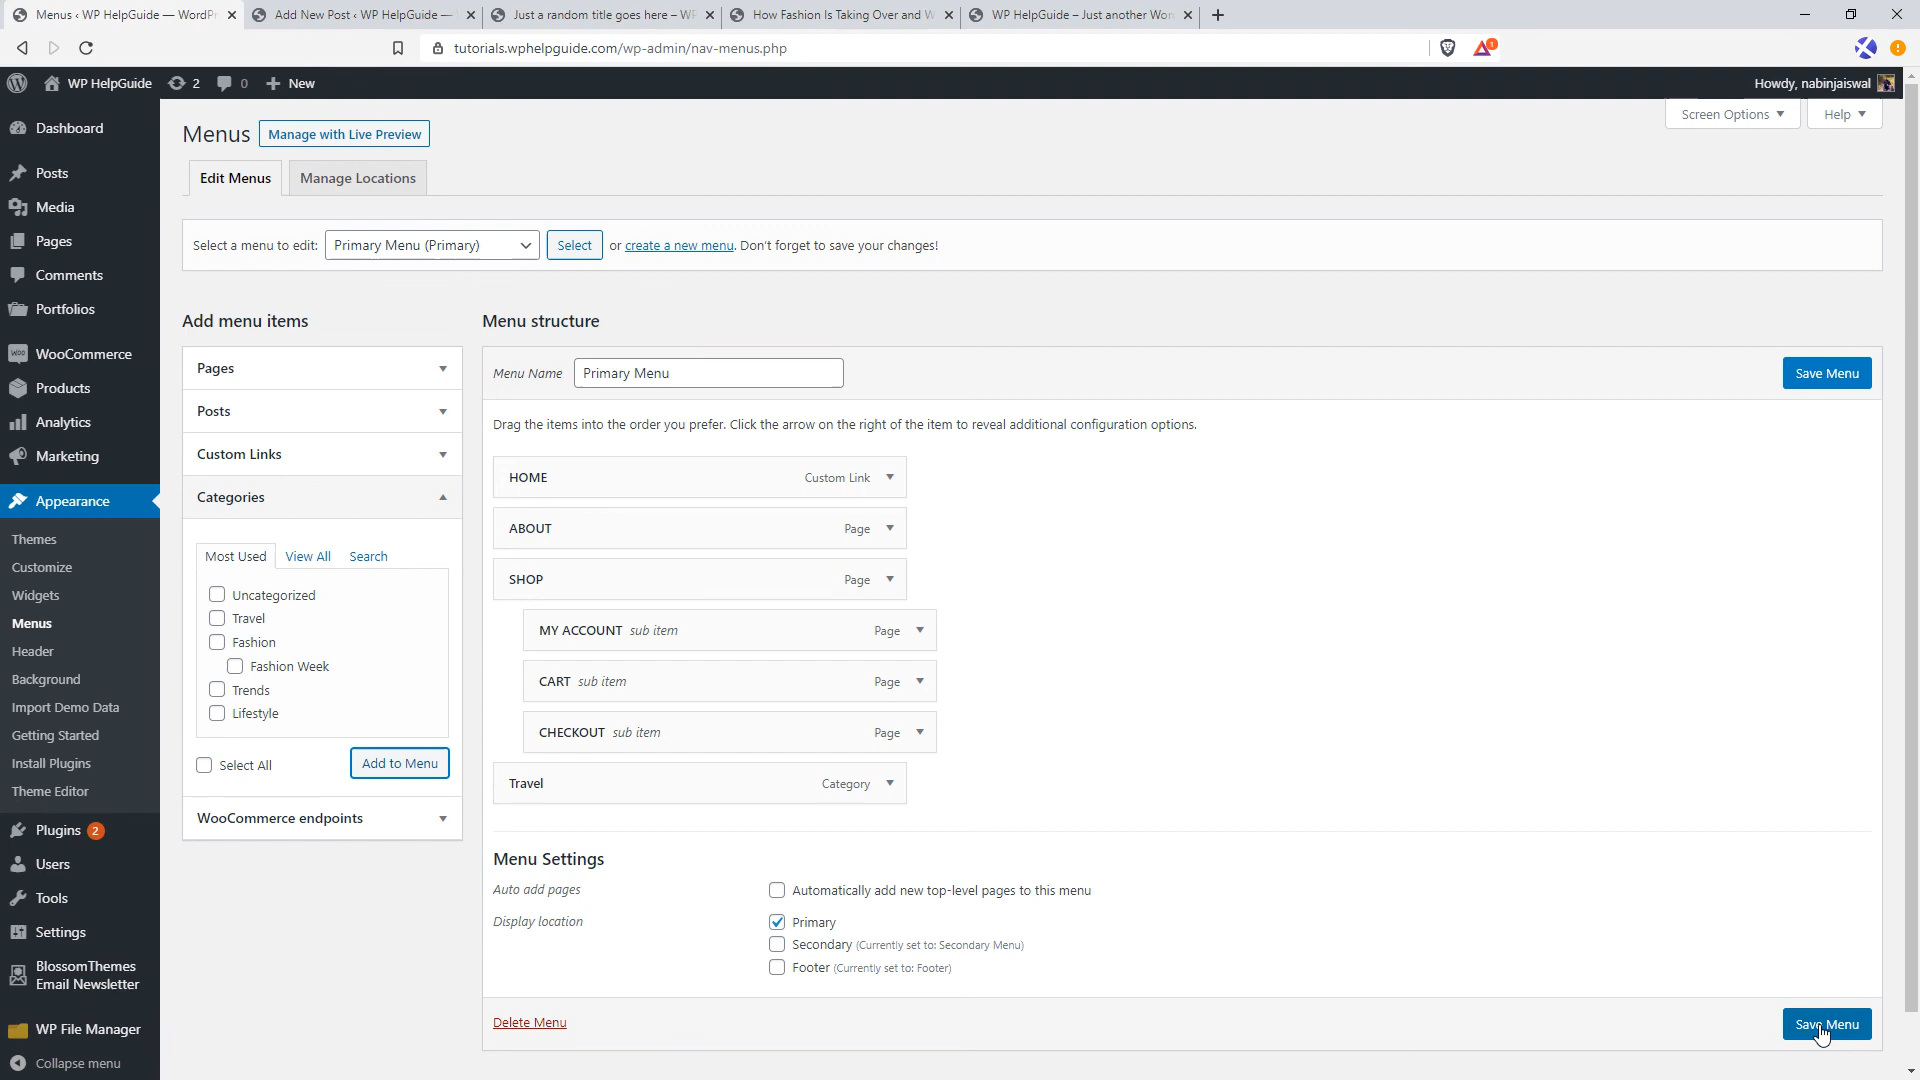 Menus ‹ WP HelpGuide — WordPr
Add New Post ‹ WP HelpGuide —
Just a random title goes here – WP
How Fashion Is Taking Over and W
WP HelpGuide – Just another Wor
tutorials.wphelpguide.com/wp-admin/nav-menus.php
1
WP HelpGuide
2
0
New
Howdy, nabinjaiswal
Dashboard
Posts
Media
Pages
Comments
Portfolios
WooCommerce
Products
Analytics
Marketing
Appearance
Themes
Customize
Widgets
Menus
Header
Background
Import Demo Data
Getting Started
Install Plugins
Theme Editor
Plugins 2
Users
Tools
Settings
BlossomThemes
Email Newsletter
WP File Manager
Collapse menu
Screen Options
Help
Menus
Manage with Live Preview
Edit Menus
Manage Locations
Select a menu to edit: Primary Menu (Primary) Select or create a new menu. Don't forget to save your changes!
Add menu items
Pages
Posts
Custom Links
Categories
Most Used View All Search
Uncategorized
Travel
Fashion
Fashion Week
Trends
Lifestyle
Select All
Add to Menu
WooCommerce endpoints
Menu structure
Menu Name Primary Menu
Save Menu
Drag the items into the order you prefer. Click the arrow on the right of the item to reveal additional configuration options.
HOME Custom Link
ABOUT Page
SHOP Page
MY ACCOUNT sub item Page
CART sub item Page
CHECKOUT sub item Page
Travel Category
Menu Settings
Auto add pages
Automatically add new top-level pages to this menu
Display location
Primary
Secondary (Currently set to: Secondary Menu)
Footer (Currently set to: Footer)
Delete Menu
Save Menu